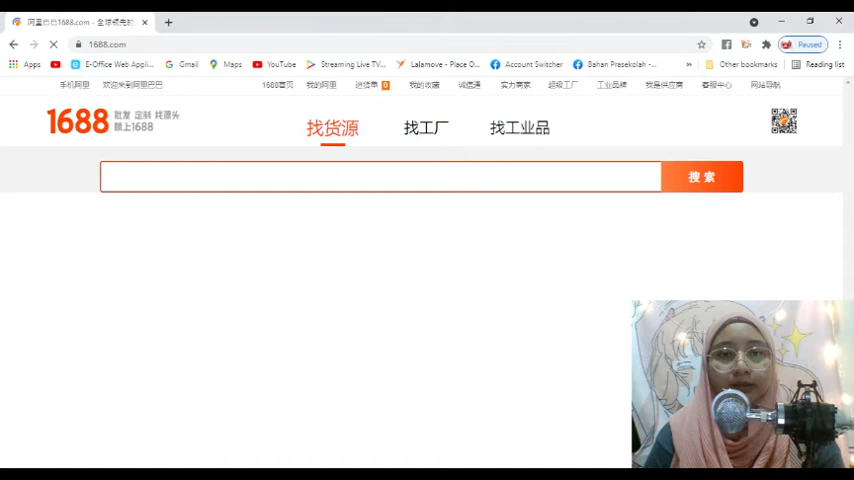 阿里巴巴1688.com - 全球领先的
1688.com
Paused
Apps
E-Office Web Appli...
Gmail
Maps
YouTube
Streaming Live TV...
Lalamove - Place O...
Account Switcher
Bahan Prasekolah -...
»
Other bookmarks
Reading list
手机阿里 欢迎来到阿里巴巴 1688首页 我的阿里 进货单 0 我的收藏 诚信通 实力商家 超级工厂 工业品牌 我是供应商 客服中心 网站导航
1688 批发 定制 找源头
就上1688
找货源 找工厂 找工业品
搜索